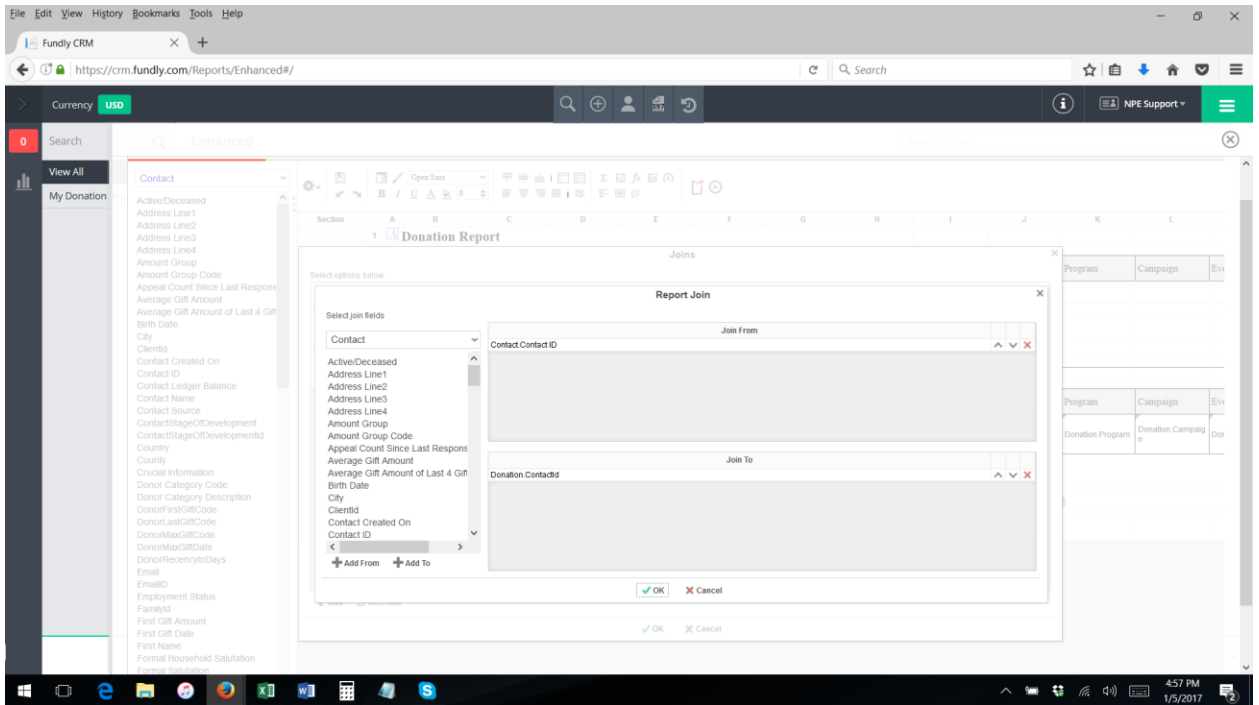 File Edit View History Bookmarks Tools Help
Fundly CRM
https://crm.fundly.com/Reports/Enhanced#/
Search
Currency USD
NPE Support
0
Search
Enhanced
View All
My Donation
Contact
Active/Deceased
Address Line1
Address Line2
Address Line3
Address Line4
Amount Group
Amount Group Code
Appeal Count Since Last Respons
Average Gift Amount
Average Gift Amount of Last 4 Gift
Birth Date
City
ClientId
Contact Created On
Contact ID
Contact Ledger Balance
Contact Name
Contact Source
ContactStageOfDevelopment
ContactStageOfDevelopmentId
Country
County
Crucial Information
Donor Category Code
Donor Category Description
DonorFirstGiftCode
DonorLastGiftCode
DonorMaxGiftCode
DonorMaxGiftDate
DonorRecencyInDays
Email
EmailID
Employment Status
FamilyId
First Gift Amount
First Gift Date
First Name
Formal Household Salutation
Formal Salutation
Open Sans
B I U A
Section A B C D E F G H I J K L
1 Donation Report
Program Campaign Eve
Program Campaign Eve
Donation.Program Donation.Campaig
n
Don
Joins
Select options below
Report Join
Select join fields
Contact
Active/Deceased
Address Line1
Address Line2
Address Line3
Address Line4
Amount Group
Amount Group Code
Appeal Count Since Last Respons
Average Gift Amount
Average Gift Amount of Last 4 Gift
Birth Date
City
ClientId
Contact Created On
Contact ID
Add From Add To
Join From
Contact.Contact ID
Join To
Donation.ContactId
OK Cancel
OK Cancel
4:57 PM
1/5/2017